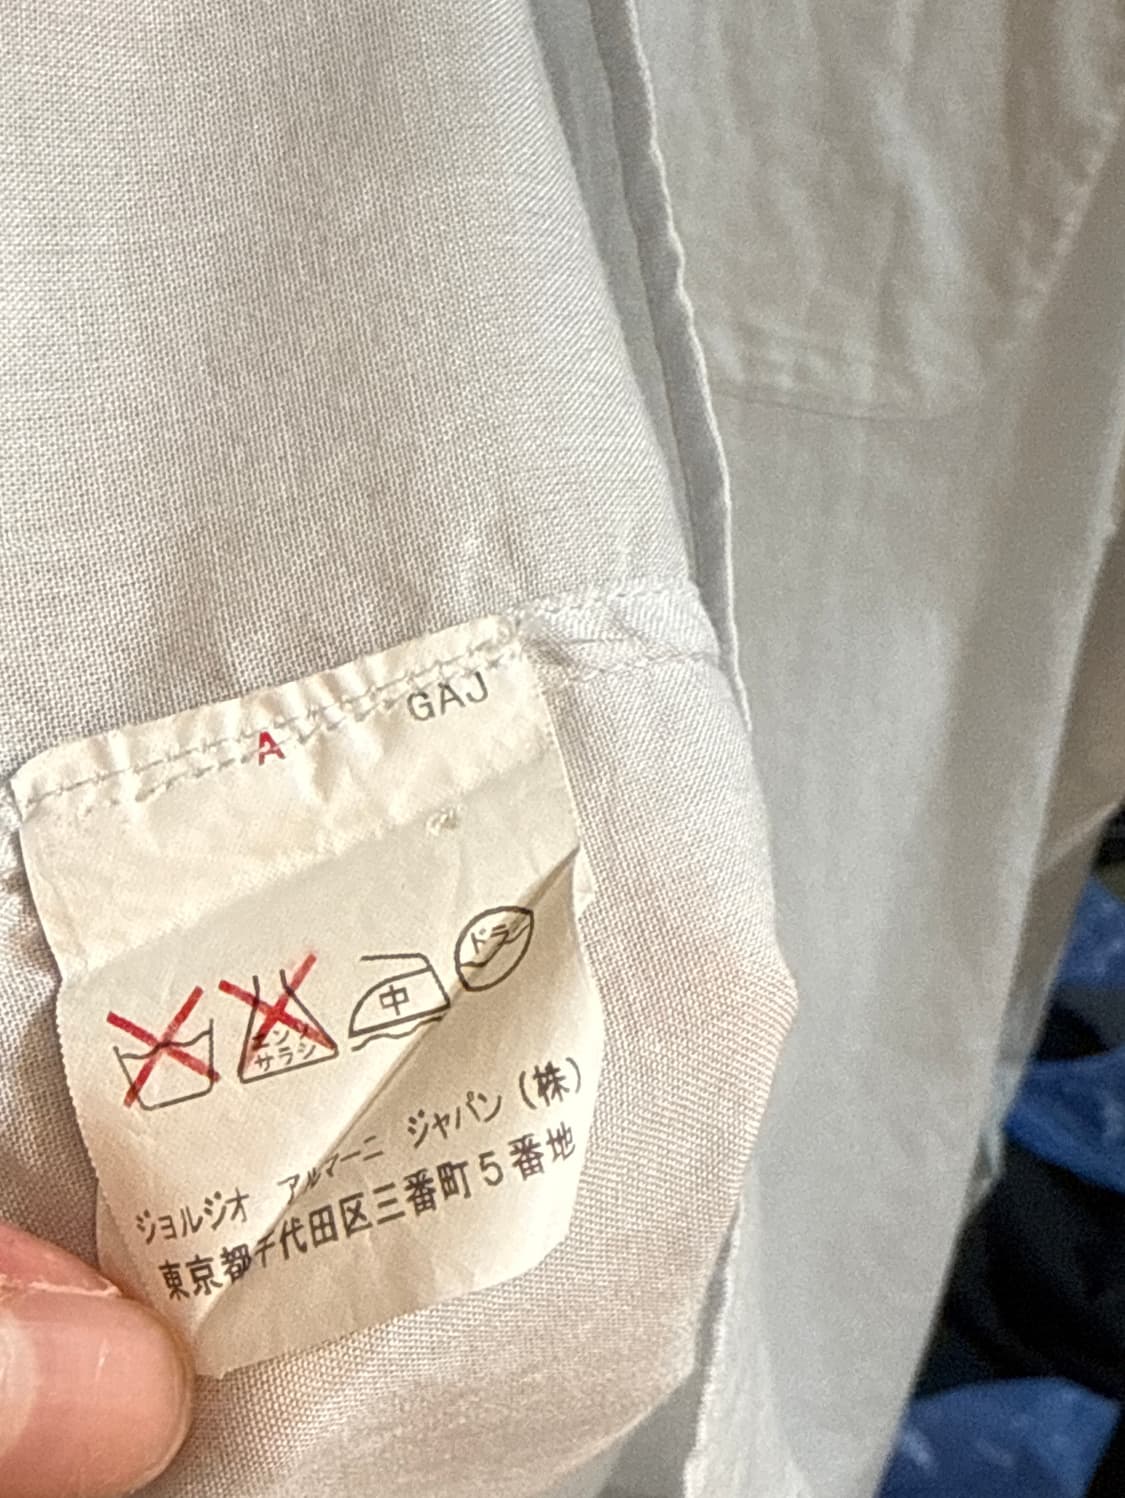 GAJ
A
エンソ
サラシ
中
ドライ
ジョルジオ アルマーニ ジャパン(株)
東京都千代田区三番町5番地